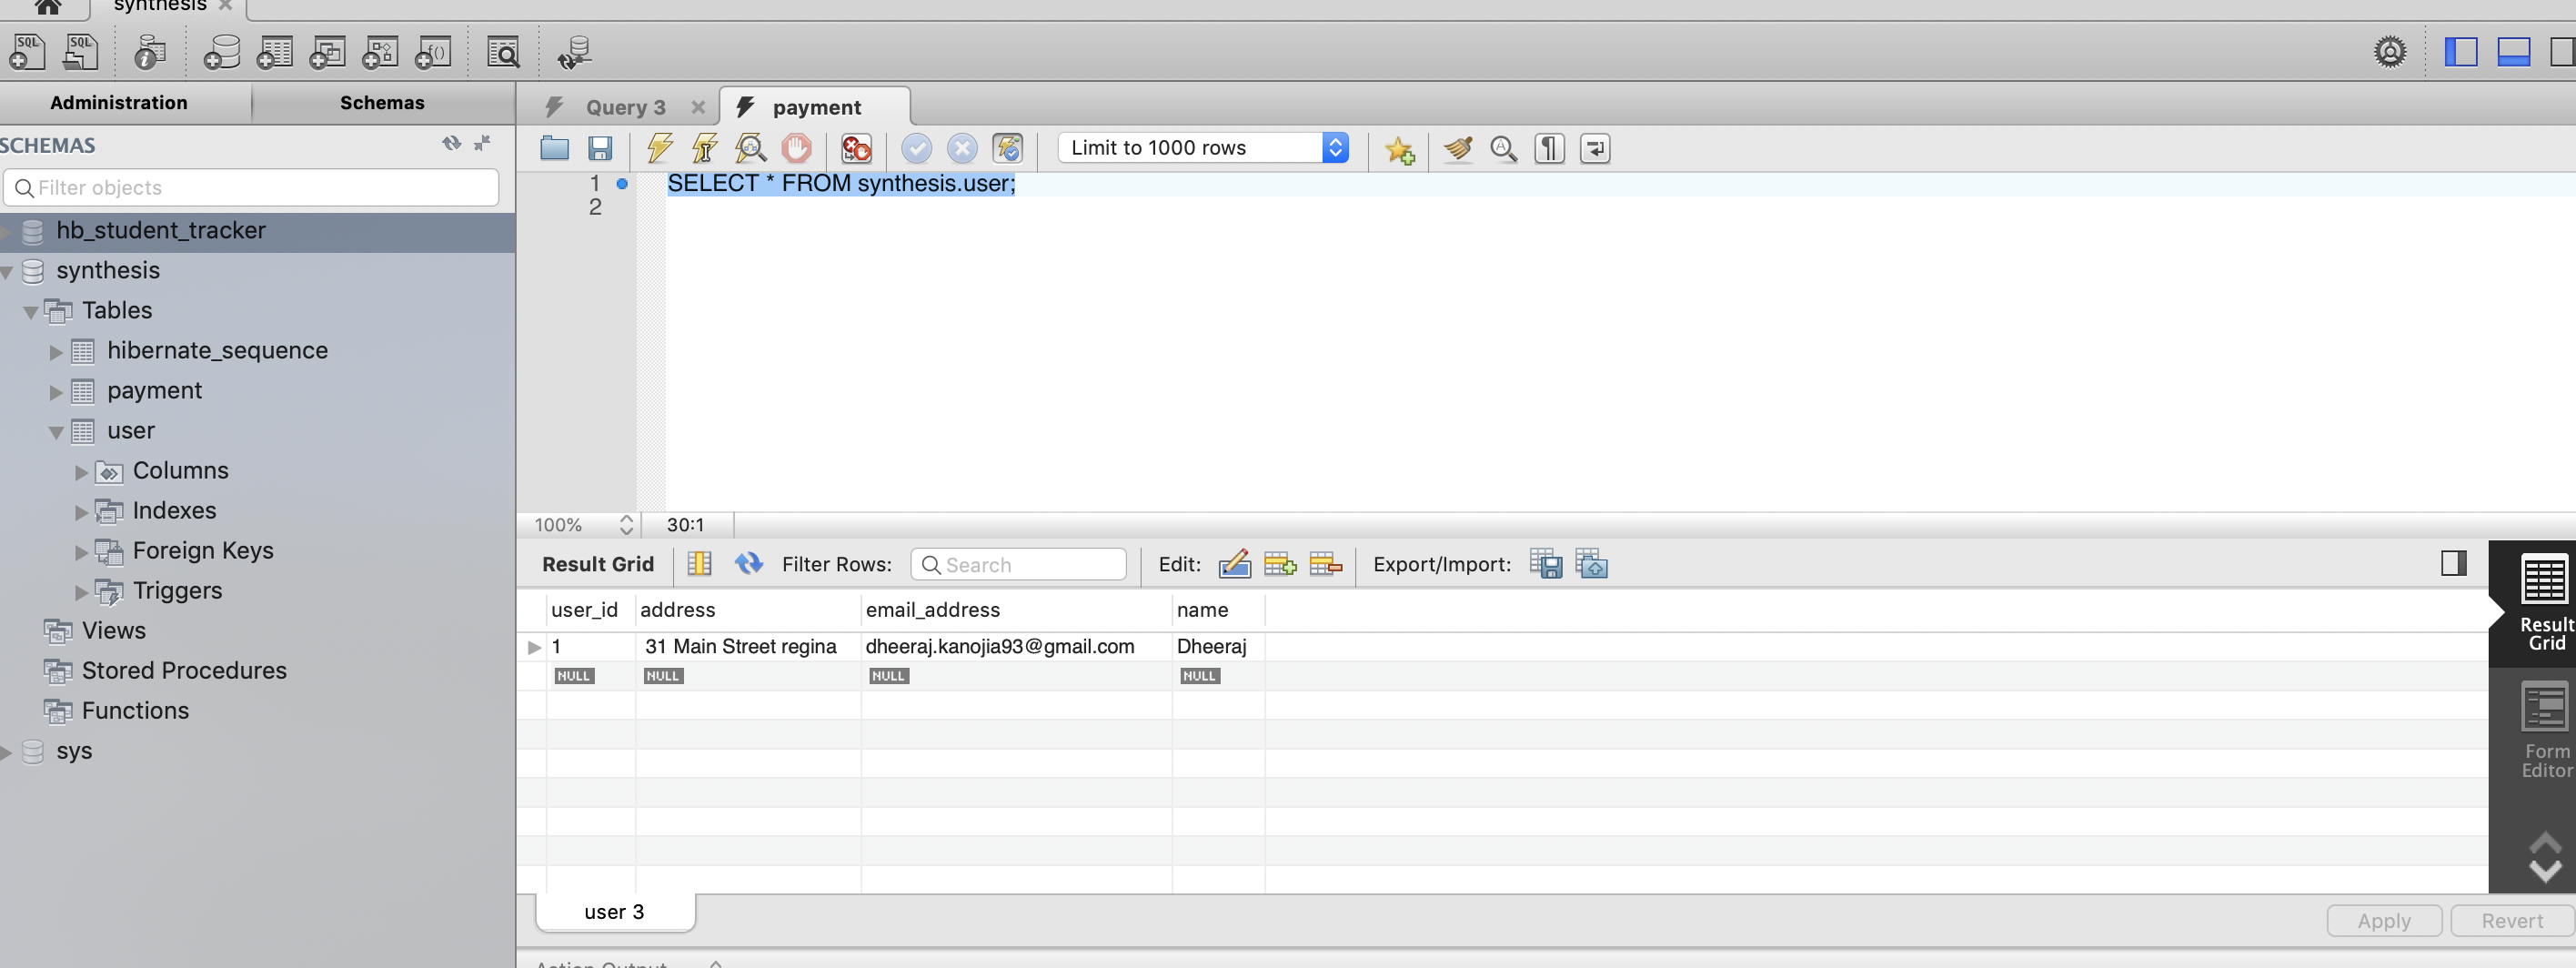 synthesis
SQL SQL
Administration Schemas
Query 3 payment
SCHEMAS
Limit to 1000 rows
Filter objects
1 SELECT * FROM synthesis.user;
2
hb_student_tracker
synthesis
Tables
hibernate_sequence
payment
user
Columns
Indexes
Foreign Keys
Triggers
Views
Stored Procedures
Functions
sys
100% 30:1
Result Grid Filter Rows: Search Edit: Export/Import:
user_id address email_address name
1 31 Main Street regina dheeraj.kanojia93@gmail.com Dheeraj
NULL NULL NULL NULL
Result
Grid
Form
Editor
user 3
Apply Revert
Action Output